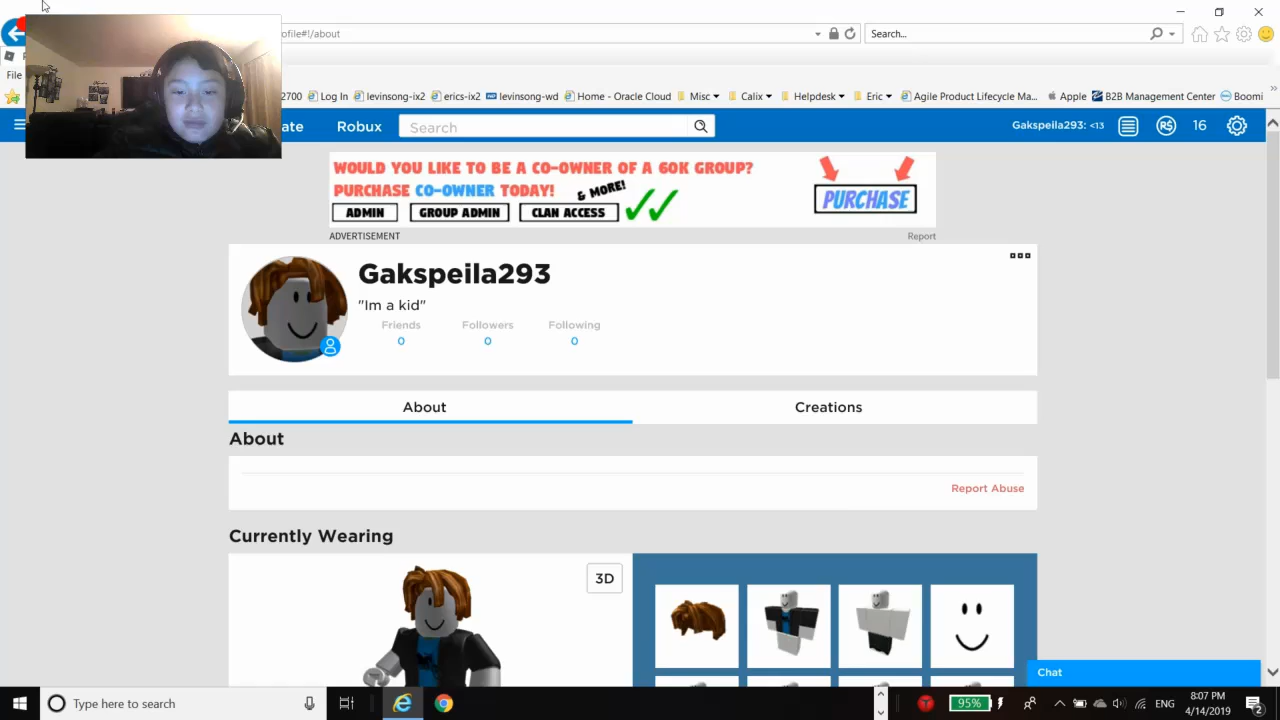 ofile#!/about
Search...
File
2700 Log In levinsong-ix2 erics-ix2 levinsong-wd Home - Oracle Cloud Misc Calix Helpdesk Eric Agile Product Lifecycle Ma... Apple B2B Management Center Boomi
ate Robux Search Gakspeila293: <13 R$ 16
WOULD YOU LIKE TO BE A CO-OWNER OF A 60K GROUP?
PURCHASE CO-OWNER TODAY! & MORE!
ADMIN GROUP ADMIN CLAN ACCESS
PURCHASE
ADVERTISEMENT Report
Gakspeila293
"Im a kid"
Friends Followers Following
0 0 0
About Creations
About
Report Abuse
Currently Wearing
3D
Chat
Type here to search
95%
ENG
8:07 PM
4/14/2019
2